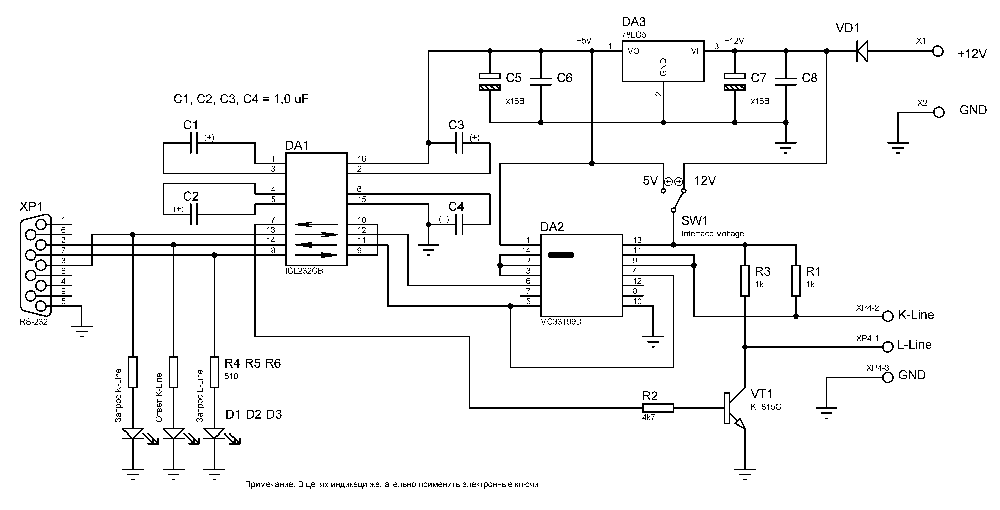 DA3
78LO5
VD1
+5V
1
VO
VI
GND
3
+12V
X1
+12V
2
+
C5
x16B
C6
+
C7
x16B
C8
X2
GND
C1, C2, C3, C4 = 1,0 uF
C1
(+)
C3
(+)
DA1
1
3
4
5
7
13
14
8
16
2
6
15
10
12
11
9
ICL232CB
C2
(+)
C4
(+)
5V
12V
SW1
Interface Voltage
XP1
1
6
2
7
3
8
4
9
5
RS-232
DA2
1
14
2
3
6
7
5
13
11
9
4
12
8
10
MC33199D
R3
1k
R1
1k
XP4-2
K-Line
XP4-1
L-Line
XP4-3
GND
R4 R5 R6
510
Запрос K-Line
Ответ K-Line
Запрос L-Line
D1 D2 D3
R2
4k7
VT1
KT815G
Примечание: В цепях индикаци желательно применить электронные ключи